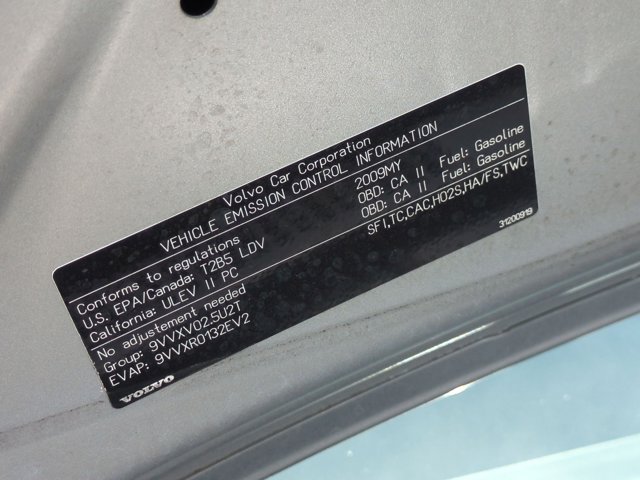 Volvo Car Corporation
VEHICLE EMISSION CONTROL INFORMATION
Conforms to regulations 2009MY
U.S. EPA/Canada: T2B5 LDV OBD: CA II Fuel: Gasoline
California: ULEV II PC OBD: CA II Fuel: Gasoline
No adjustement needed SFI,TC,CAC,HO2S,HA/FS,TWC
Group: 9VVXV02.5U2T
EVAP: 9VVXR0132EV2
VOLVO 31200919